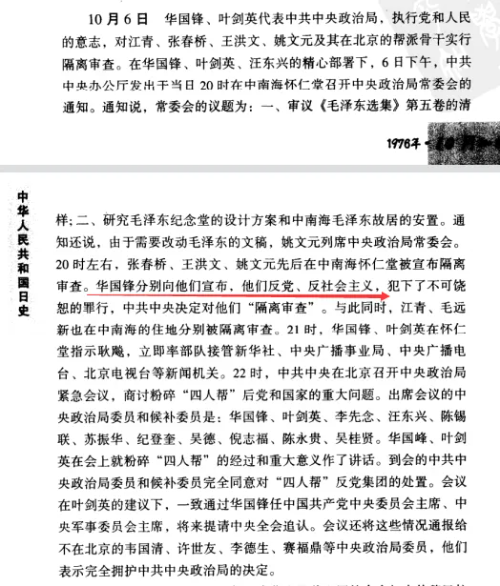 10月6日　华国锋、叶剑英代表中共中央政治局，执行党和人民
的意志，对江青、张春桥、王洪文、姚文元及其在北京的帮派骨干实行
隔离审查。在华国锋、叶剑英、汪东兴的精心部署下，6日下午，中共
中央办公厅发出于当日20时在中南海怀仁堂召开中央政治局常委会的
通知。通知说，常委会的议题为：一、审议《毛泽东选集》第五卷的清
1976年·10月
中华人民共和国日史
样；二、研究毛泽东纪念堂的设计方案和中南海毛泽东故居的安置。通
知还说，由于需要改动毛泽东的文稿，姚文元列席中央政治局常委会。
20时左右，张春桥、王洪文、姚文元先后在中南海怀仁堂被宣布隔离
审查。华国锋分别向他们宣布，他们反党、反社会主义，犯下了不可饶
恕的罪行，中共中央决定对他们“隔离审查”。与此同时，江青、毛远
新也在中南海的住地分别被隔离审查。21时，华国锋、叶剑英在怀仁
堂指示耿飚，立即率部队接管新华社、中央广播事业局、中央广播电
台、北京电视台等新闻机关。22时，中共中央在北京召开中央政治局
紧急会议，商讨粉碎“四人帮”后党和国家的重大问题。出席会议的中
央政治局委员和候补委员是：华国锋、叶剑英、李先念、汪东兴、陈锡
联、苏振华、纪登奎、吴德、倪志福、陈永贵、吴桂贤。华国峰、叶剑
英在会上就粉碎“四人帮”的经过和重大意义作了讲话。到会的中共中
央政治局委员和候补委员完全同意对“四人帮”反党集团的处置。会议
在叶剑英的建议下，一致通过华国锋任中国共产党中央委员会主席、中
央军事委员会主席，将来提请中央全会追认。会议还将这些情况通报给
不在北京的韦国清、许世友、李德生、赛福鼎等中央政治局委员，他们
表示完全拥护中共中央政治局的决定。